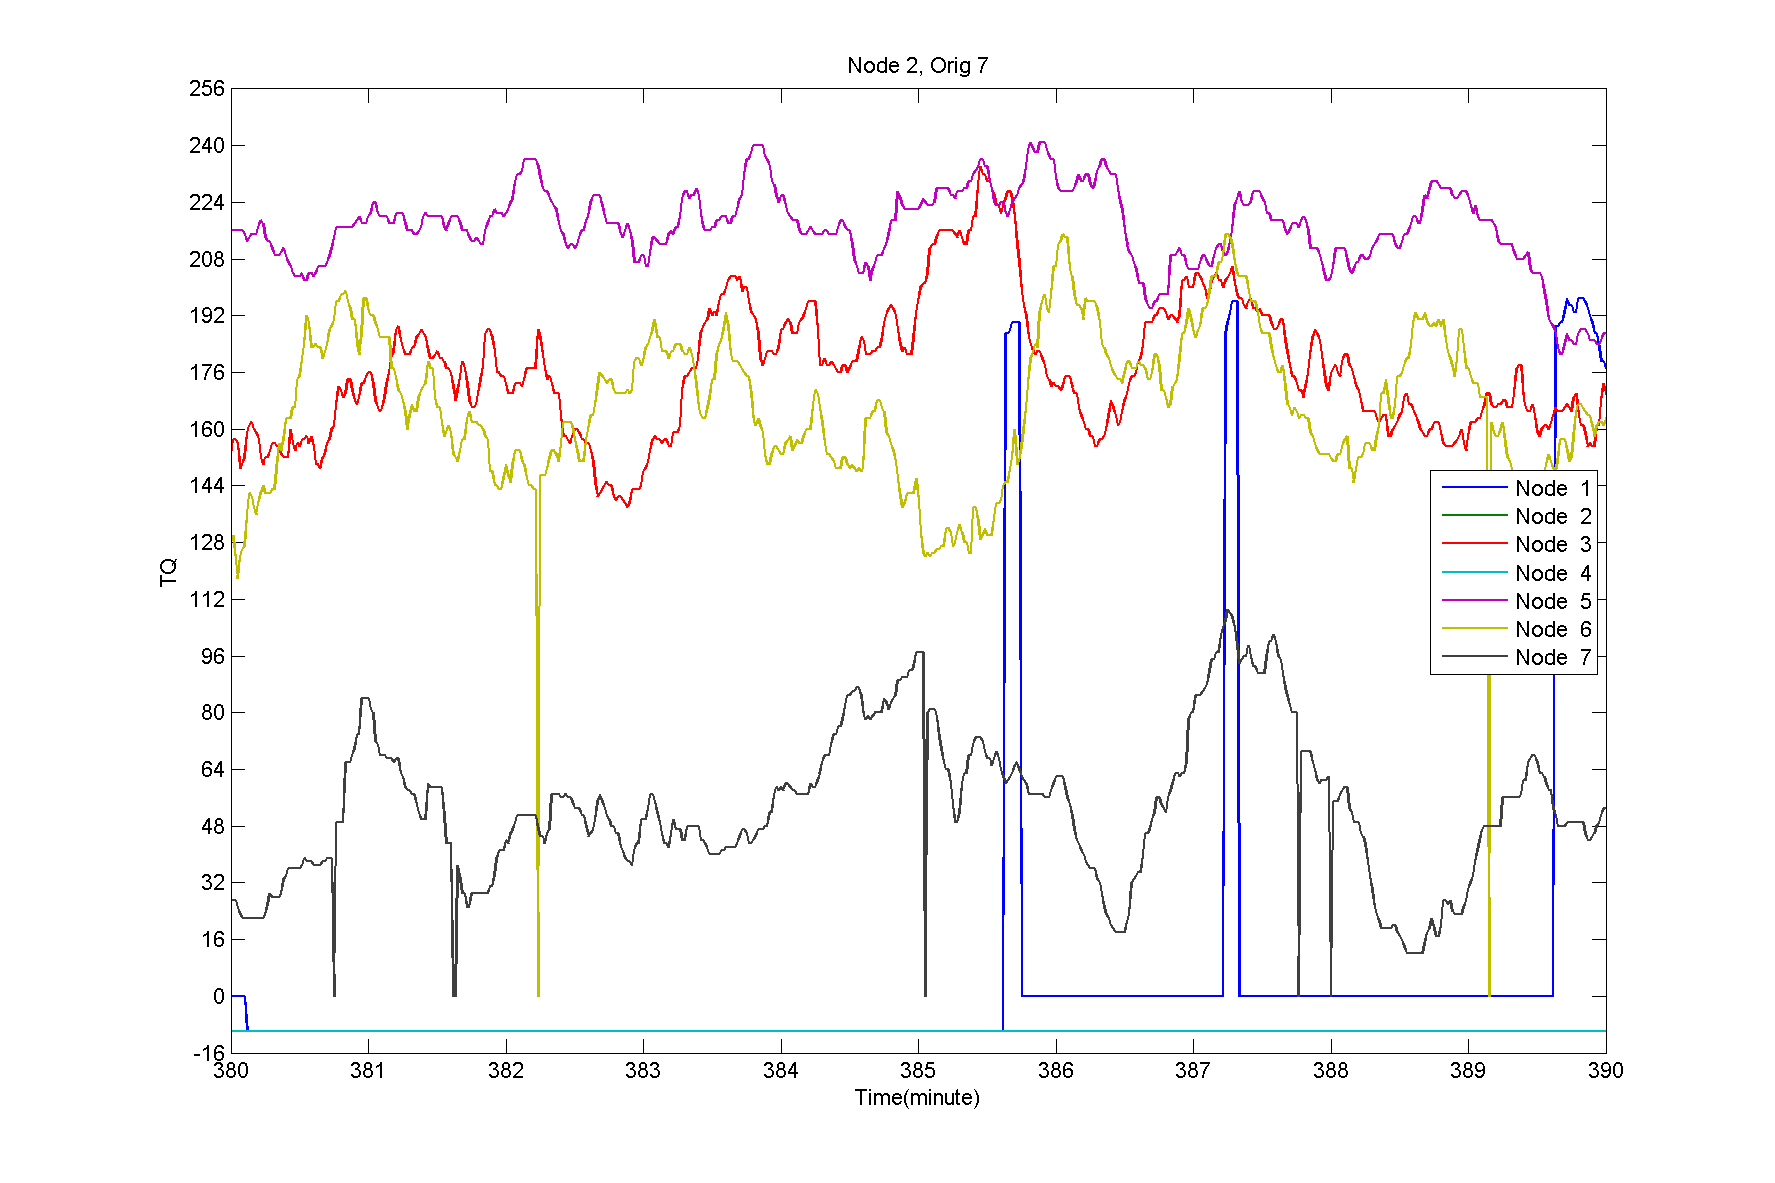 Node 2, Orig 7
256
240
224
208
192
176
160
144
128
112
96
80
64
48
32
16
0
-16
TQ
Node 1
Node 2
Node 3
Node 4
Node 5
Node 6
Node 7
380 381 382 383 384 385 386 387 388 389 390
Time(minute)